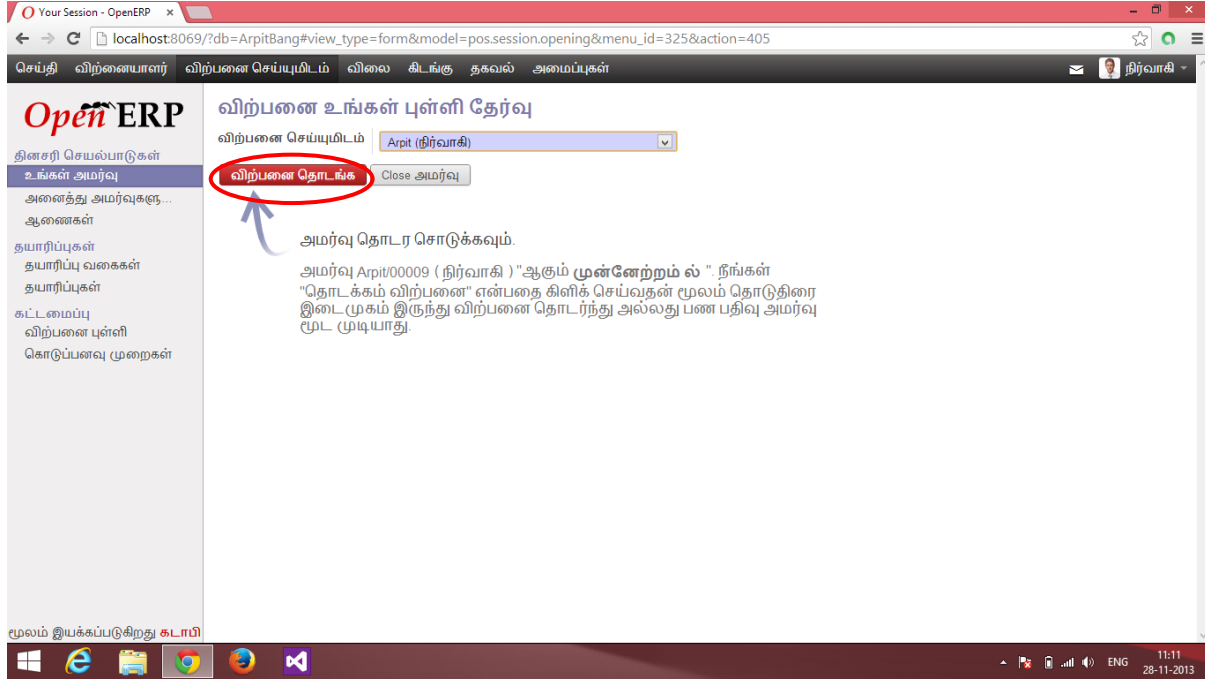 Your Session - OpenERP
localhost:8069/?db=ArpitBang#view_type=form&model=pos.session.opening&menu_id=325&action=405
செய்தி விற்னையாளர் விற்பனை செய்யுமிடம் விலை கிடங்கு தகவல் அமைப்புகள் நிர்வாகி
Open ERP
விற்பனை உங்கள் புள்ளி தேர்வு
விற்பனை செய்யுமிடம் Arpit (நிர்வாகி)
தினசரி செயல்பாடுகள்
உங்கள் அமர்வு
விற்பனை தொடங்க Close அமர்வு
அனைத்து அமர்வுகளு...
ஆணைகள்
தயாரிப்புகள்
தயாரிப்பு வகைகள்
தயாரிப்புகள்
கட்டமைப்பு
விற்பனை புள்ளி
கொடுப்பனவு முறைகள்
அமர்வு தொடர சொடுக்கவும்.
அமர்வு Arpit/00009 ( நிர்வாகி ) "ஆகும் முன்னேற்றம் ல் ". நீங்கள்
"தொடக்கம் விற்பனை" என்பதை கிளிக் செய்வதன் மூலம் தொடுதிரை
இடைமுகம் இருந்து விற்பனை தொடர்ந்து அல்லது பண பதிவு அமர்வு
மூட முடியாது.
மூலம் இயக்கப்படுகிறது கடாபி
ENG
11:11
28-11-2013